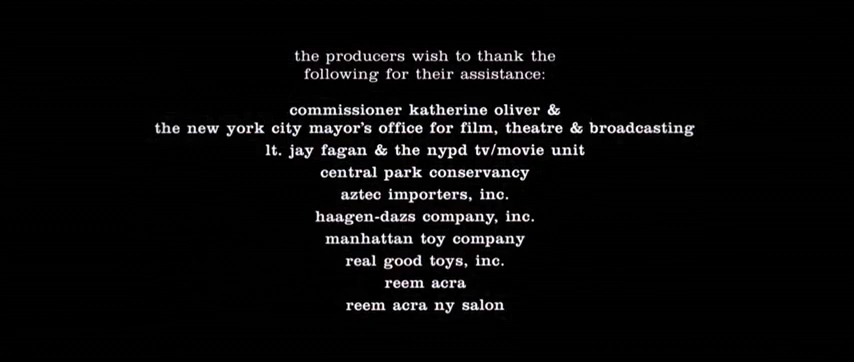 the producers wish to thank the
following for their assistance:
commissioner katherine oliver &
the new york city mayor's office for film, theatre & broadcasting
lt. jay fagan & the nypd tv/movie unit
central park conservancy
aztec importers, inc.
haagen-dazs company, inc.
manhattan toy company
real good toys, inc.
reem acra
reem acra ny salon